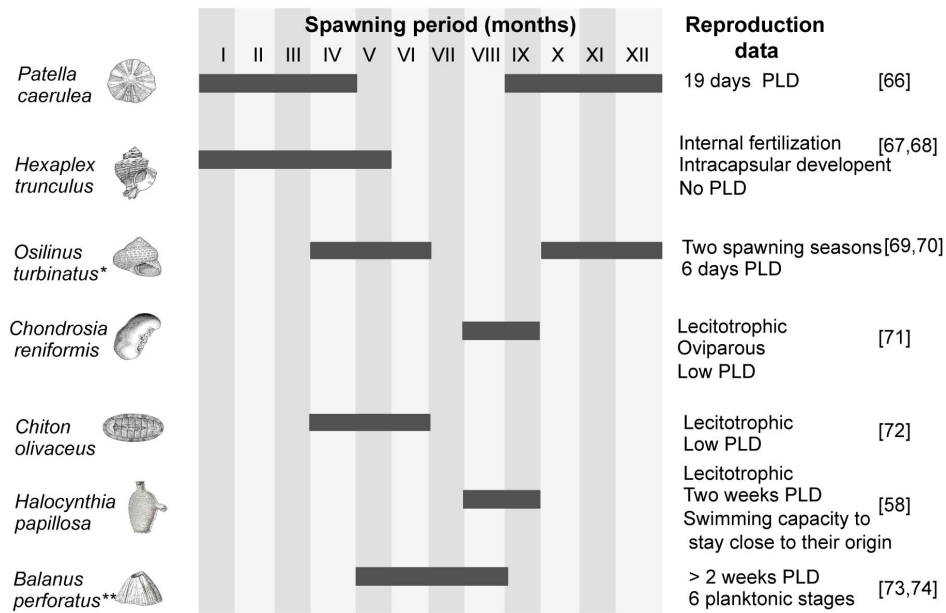 Spawning period (months)
Reproduction
data
I II III IV V VI VII VIII IX X XI XII
Patella
caerulea
19 days PLD [66]
Hexaplex
trunculus
Internal fertilization [67,68]
Intracapsular developent
No PLD
Osilinus
turbinatus*
Two spawning seasons [69,70]
6 days PLD
Chondrosia
reniformis
Lecitotrophic
Oviparous
Low PLD
[71]
Chiton
olivaceus
Lecitotrophic
Low PLD
[72]
Halocynthia
papillosa
Lecitotrophic
Two weeks PLD
Swimming capacity to
stay close to their origin
[58]
Balanus
perforatus**
> 2 weeks PLD
6 planktonic stages
[73,74]